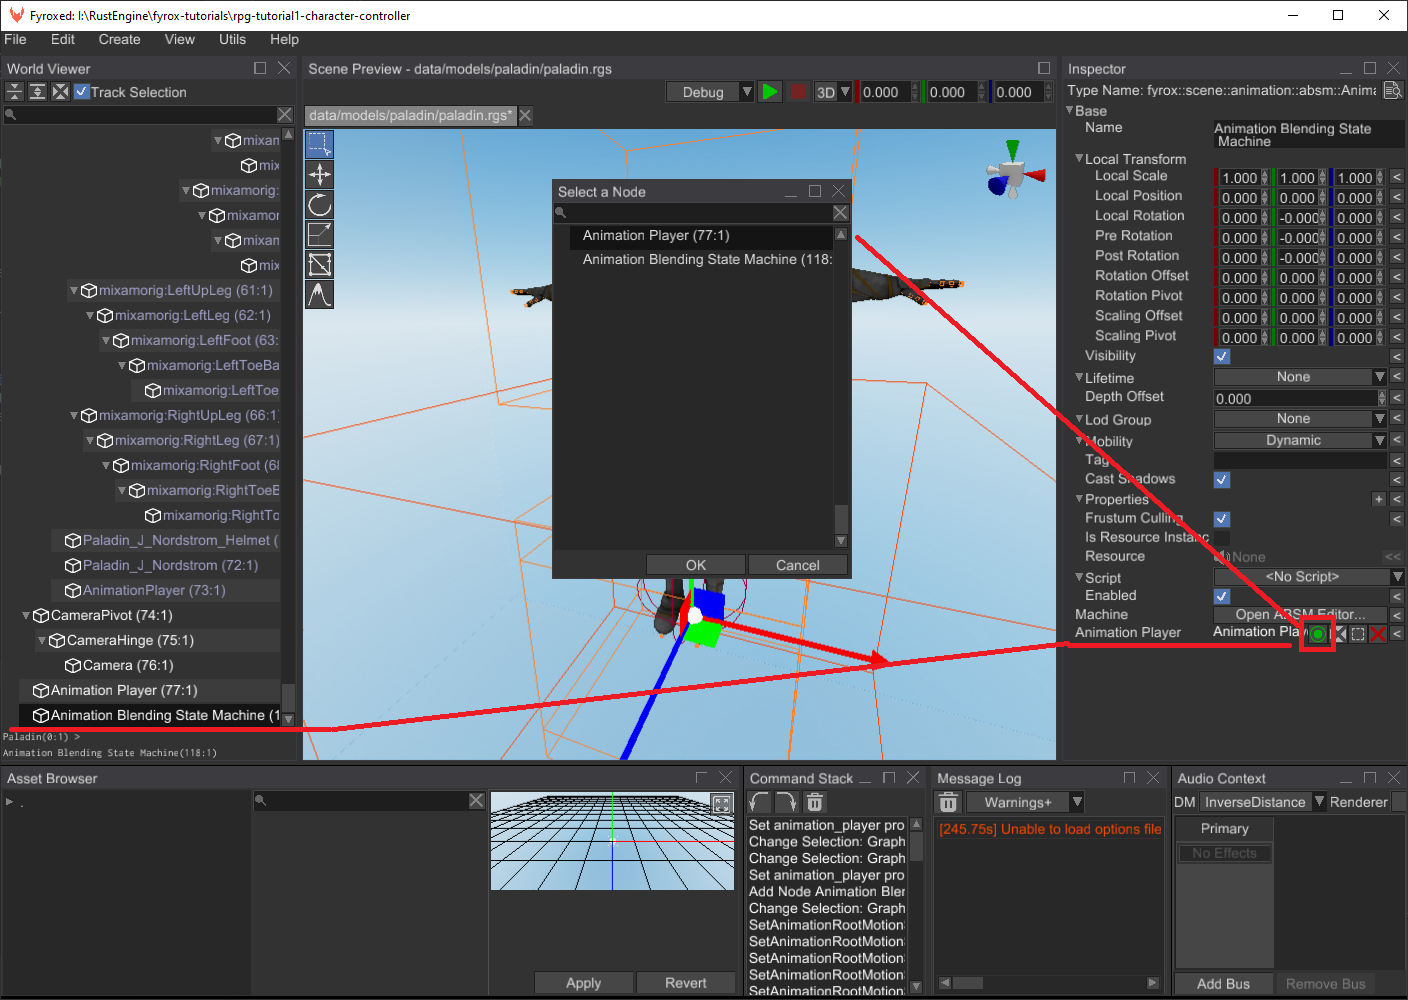 Fyroxed: I:\RustEngine\fyrox-tutorials\rpg-tutorial1-character-controller
File Edit Create View Utils Help
World Viewer
Track Selection
mixam
mix
mixamorig:
mixamor
mixam
mix
mixamorig:LeftUpLeg (61:1)
mixamorig:LeftLeg (62:1)
mixamorig:LeftFoot (63:
mixamorig:LeftToeBa
mixamorig:LeftToe
mixamorig:RightUpLeg (66:1
mixamorig:RightLeg (67:1)
mixamorig:RightFoot (68
mixamorig:RightToeB
mixamorig:RightTo
Paladin_J_Nordstrom_Helmet (
Paladin_J_Nordstrom (72:1)
AnimationPlayer (73:1)
CameraPivot (74:1)
CameraHinge (75:1)
Camera (76:1)
Animation Player (77:1)
Animation Blending State Machine (1
Paladin(0:1) >
Animation Blending State Machine(118:1)
Scene Preview - data/models/paladin/paladin.rgs
Debug 3D 0.000 0.000 0.000
data/models/paladin/paladin.rgs*
Select a Node
Animation Player (77:1)
Animation Blending State Machine (118:
OK Cancel
Inspector
Type Name: fyrox::scene::animation::absm::Anima
Base
Name Animation Blending State
Machine
Local Transform
Local Scale 1.000 1.000 1.000 <
Local Position 0.000 0.000 0.000 <
Local Rotation 0.000 -0.000 0.000 <
Pre Rotation 0.000 -0.000 0.000 <
Post Rotation 0.000 -0.000 0.000 <
Rotation Offset 0.000 0.000 0.000 <
Rotation Pivot 0.000 0.000 0.000 <
Scaling Offset 0.000 0.000 0.000 <
Scaling Pivot 0.000 0.000 0.000 <
Visibility <
Lifetime None <
Depth Offset 0.000 <
Lod Group None <
Mobility Dynamic <
Tag <
Cast Shadows <
Properties + <
Frustum Culling <
Is Resource Instanc
Resource None <<
Script <No Script>
Enabled <
Machine Open ABSM Editor...
Animation Player Animation Play <
Asset Browser
.
Apply Revert
Command Stack
Set animation_player pro
Change Selection: Graph
Change Selection: Graph
Set animation_player pro
Add Node Animation Blen
Change Selection: Graph
SetAnimationRootMotion
SetAnimationRootMotion
SetAnimationRootMotion
SetAnimationRootMotion
SetAnimationRootMotion
Message Log
Warnings+
[245.75s] Unable to load options file
Audio Context
DM InverseDistance Renderer
Primary
No Effects
Add Bus Remove Bus